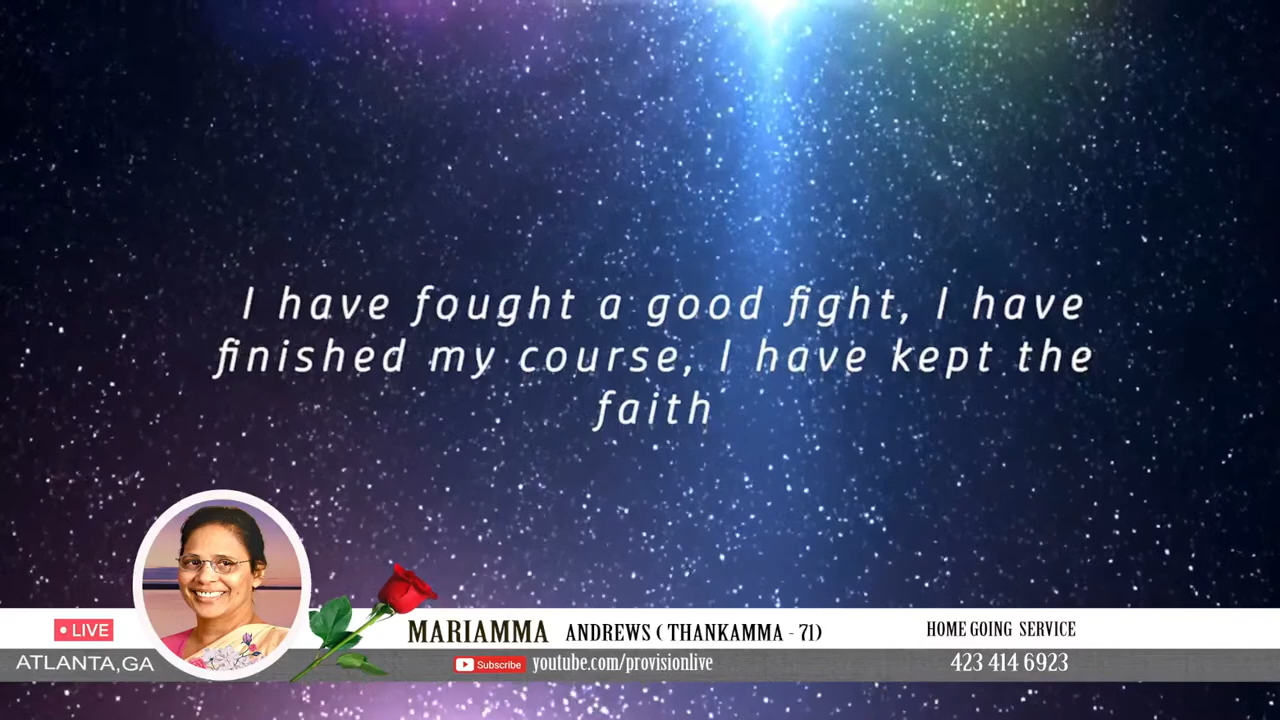 I have fought a good fight, I have
finished my course, I have kept the
faith
• LIVE
MARIAMMA ANDREWS ( THANKAMMA - 71)
HOME GOING SERVICE
ATLANTA,GA
Subscribe youtube.com/provisionlive
423 414 6923